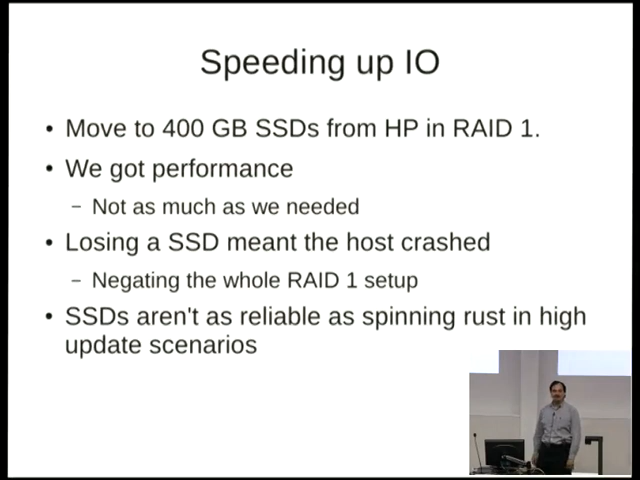 Speeding up IO
• Move to 400 GB SSDs from HP in RAID 1.
• We got performance
– Not as much as we needed
• Losing a SSD meant the host crashed
– Negating the whole RAID 1 setup
• SSDs aren't as reliable as spinning rust in high
update scenarios